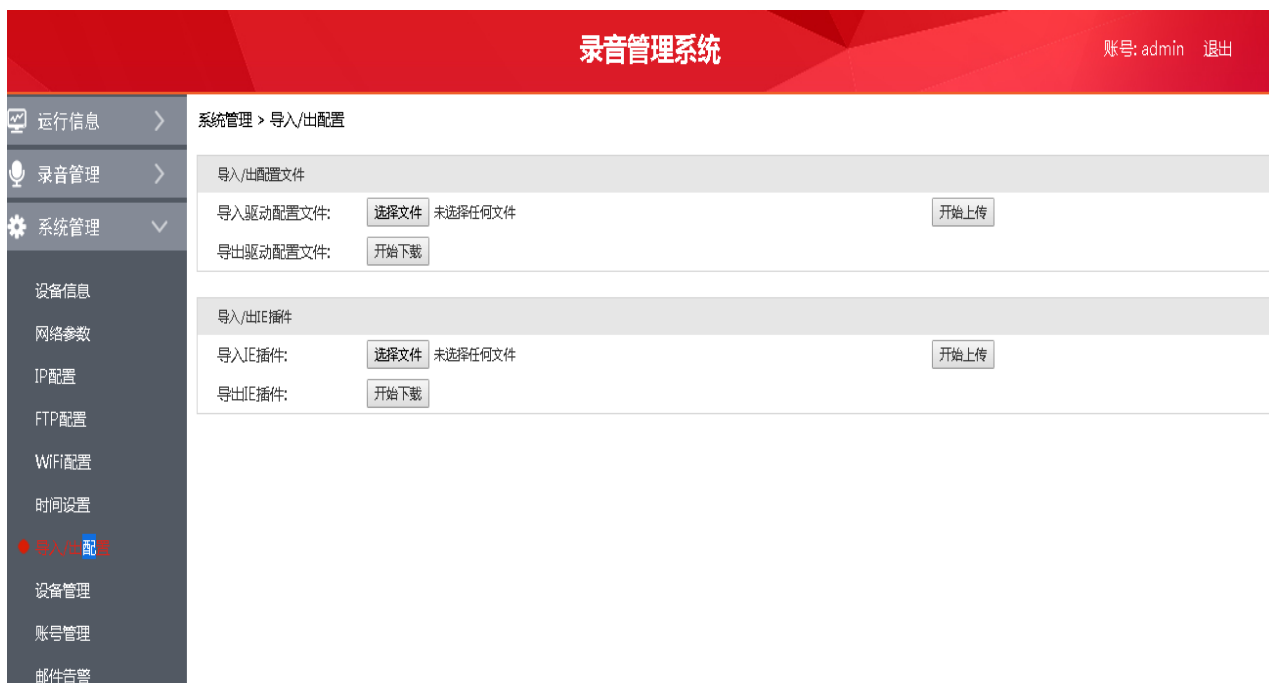 录音管理系统
账号: admin 退出
运行信息
录音管理
系统管理
设备信息
网络参数
IP配置
FTP配置
WiFi配置
时间设置
导入/出配置
设备管理
账号管理
邮件告警
系统管理 > 导入/出配置
导入/出配置文件
导入驱动配置文件: 选择文件 未选择任何文件 开始上传
导出驱动配置文件: 开始下载
导入/出IE插件
导入IE插件: 选择文件 未选择任何文件 开始上传
导出IE插件: 开始下载